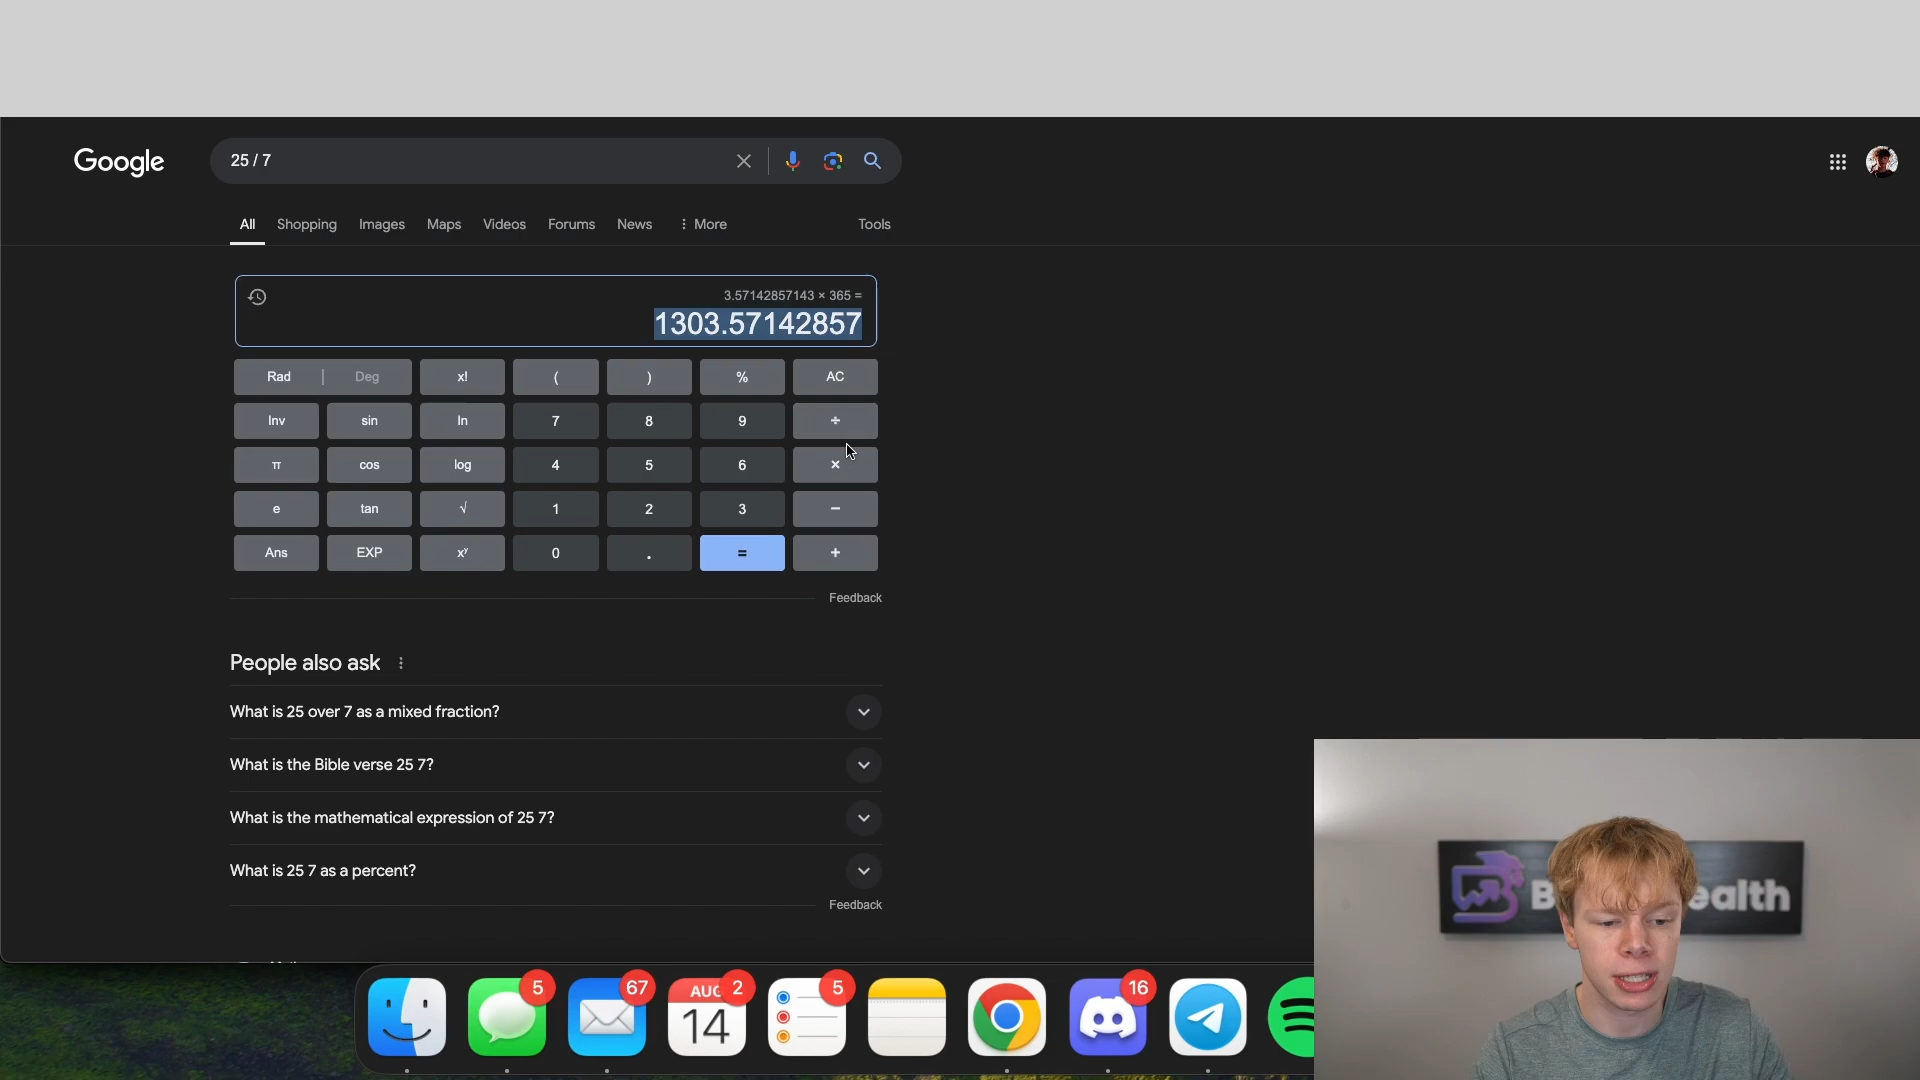 Google
25 / 7
All Shopping Images Maps Videos Forums News More Tools
3.57142857143 × 365 =
1303.57142857
Rad | Deg x! ( ) % AC
Inv sin ln 7 8 9 ÷
π cos log 4 5 6 ×
e tan √ 1 2 3 −
Ans EXP xʸ 0 . = +
Feedback
People also ask
What is 25 over 7 as a mixed fraction?
What is the Bible verse 25 7?
What is the mathematical expression of 25 7?
What is 25 7 as a percent?
Feedback
B ealth
5 67 AUG 2 5 16
14